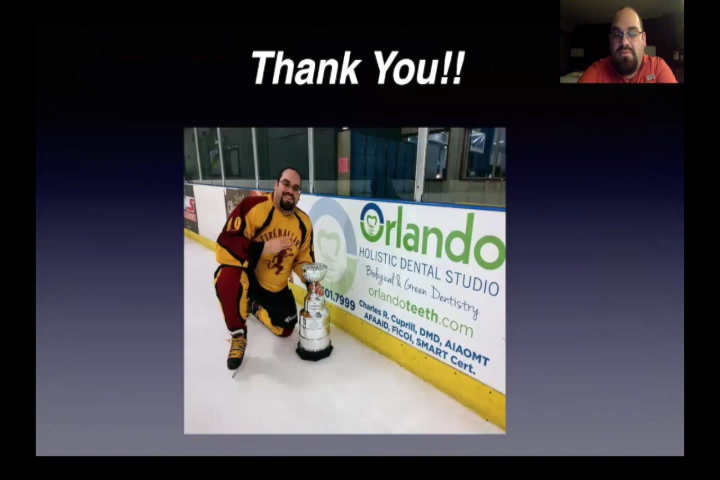 Thank You!!
Orlando
HOLISTIC DENTAL STUDIO
Biological & Green Dentistry
orlandoteeth.com
01.7999
Charles R. Cuprill, DMD, AIAOMT
AFAAID, FICOI, SMART Cert.